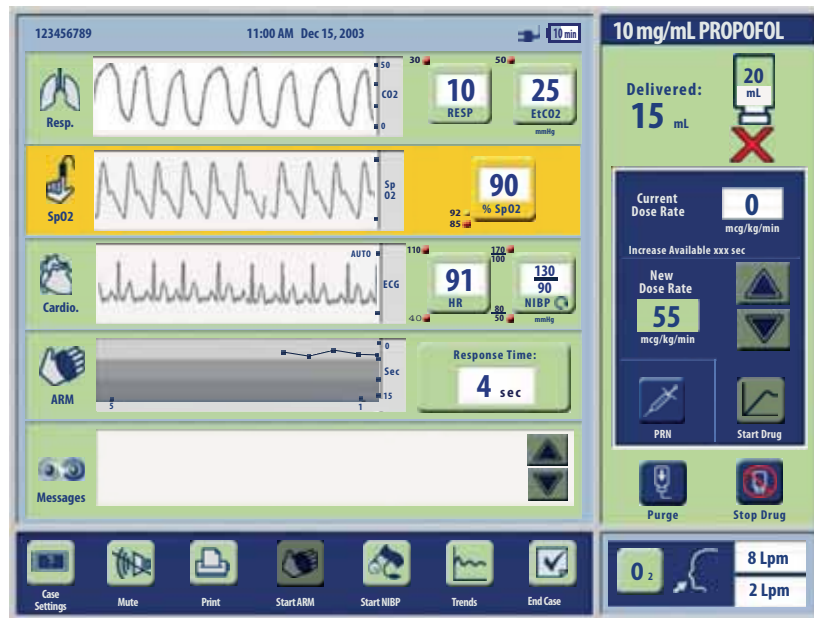 123456789
11:00 AM Dec 15, 2003
10 min
Resp.
50
CO2
0
30
10
RESP
50
25
EtCO2
mmHg
SpO2
Sp
02
92
85
90
% SpO2
Cardio.
AUTO
ECG
110
40
91
HR
170
100
80
50
130
90
NIBP
mmHg
ARM
0
Sec
15
5
1
Response Time:
4 sec
Messages
Case
Settings
Mute
Print
Start ARM
Start NIBP
Trends
End Case
10 mg/mL PROPOFOL
Delivered:
15 mL
20
mL
Current
Dose Rate
0
mcg/kg/min
Increase Available xxx sec
New
Dose Rate
55
mcg/kg/min
PRN
Start Drug
Purge
Stop Drug
O2
8 Lpm
2 Lpm